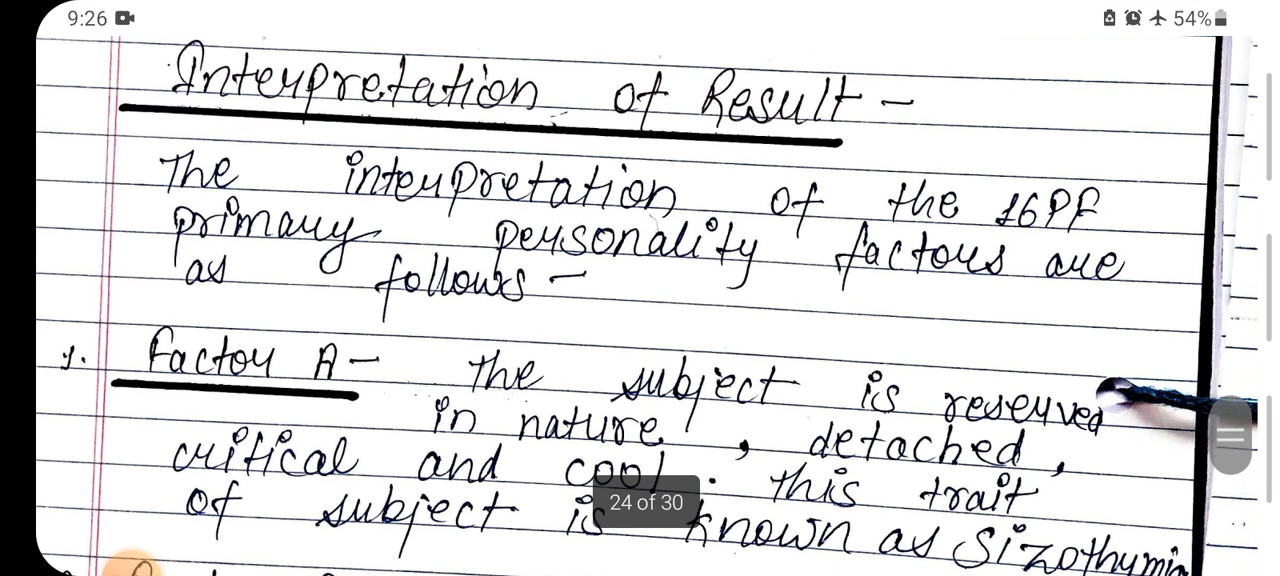 9:26
54%
Interpretation of Result -
The interpretation of the 16PF
primary personality factors are
as follows -
1. Factor A - The subject is reserved
in nature, detached,
critical and cool. This trait
of subject is known as Sizothymia
24 of 30